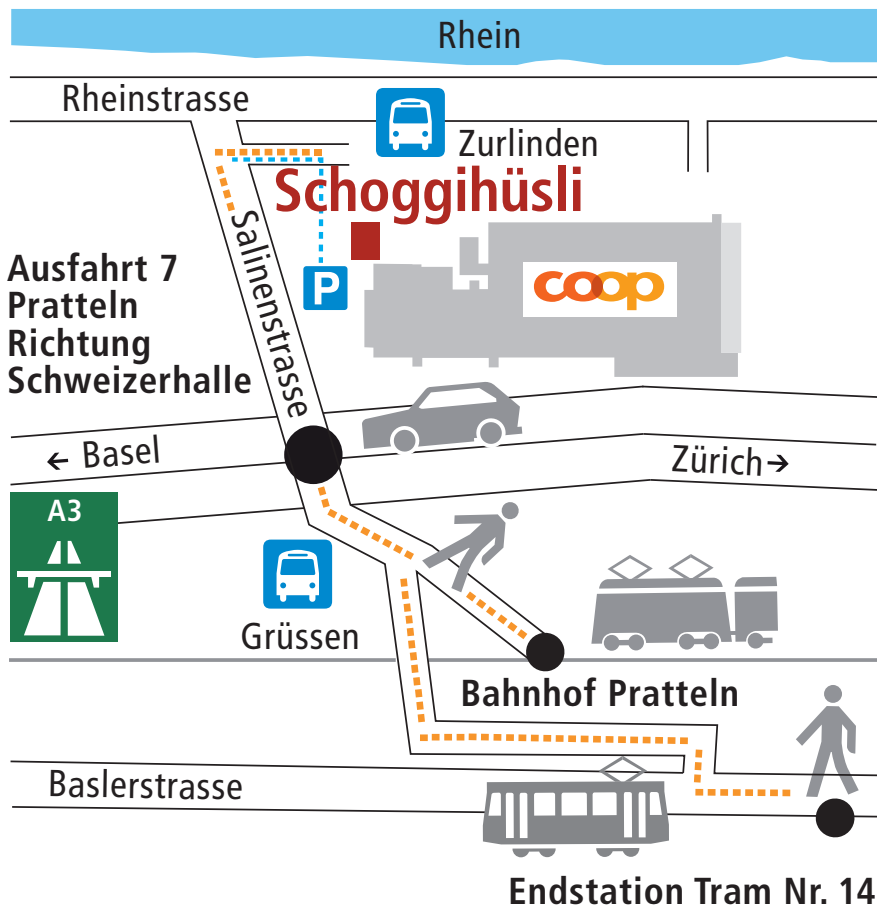 Rhein
Rheinstrasse
Zurlinden
Schoggihüsli
Salinenstrasse
P
coop
Ausfahrt 7
Pratteln
Richtung
Schweizerhalle
← Basel
Zürich →
A3
Grüssen
Bahnhof Pratteln
Baslerstrasse
Endstation Tram Nr. 14